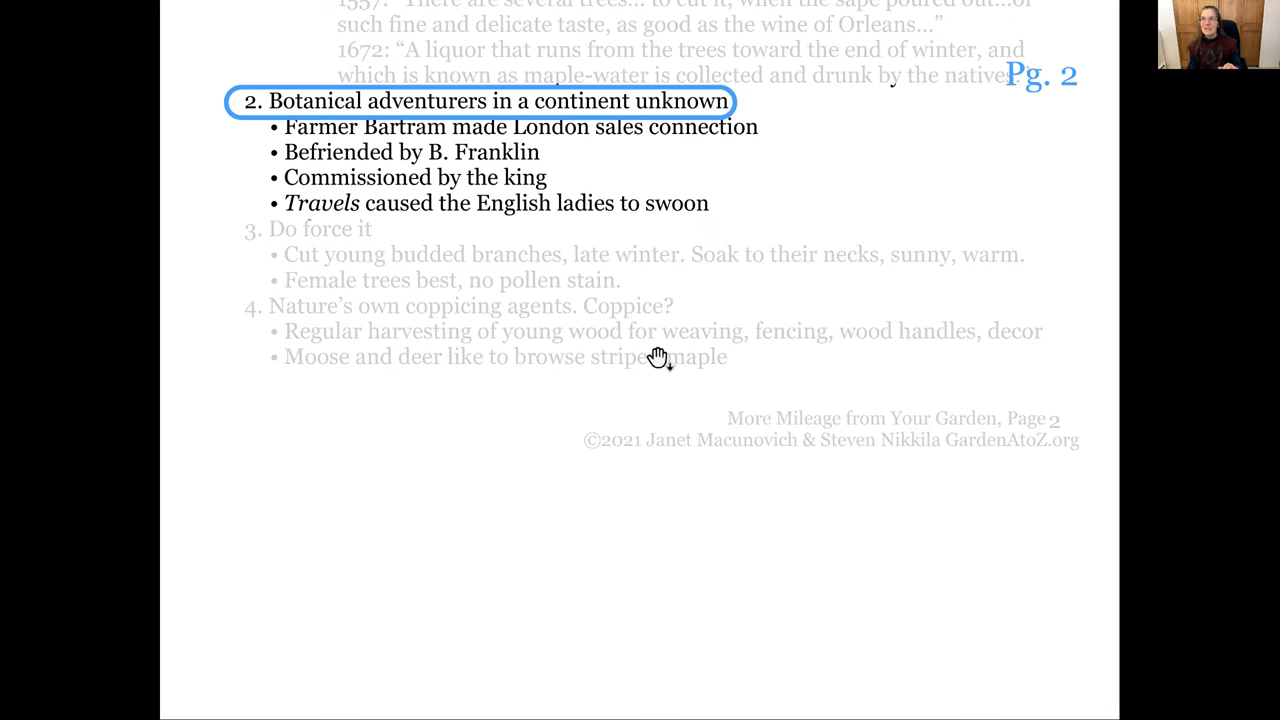 1557: “There are several trees… to cut it, when the sape poured out…of
such fine and delicate taste, as good as the wine of Orleans…”
1672: “A liquor that runs from the trees toward the end of winter, and
which is known as maple-water is collected and drunk by the natives.
Pg. 2
2. Botanical adventurers in a continent unknown
• Farmer Bartram made London sales connection
• Befriended by B. Franklin
• Commissioned by the king
• Travels caused the English ladies to swoon
3. Do force it
• Cut young budded branches, late winter. Soak to their necks, sunny, warm.
• Female trees best, no pollen stain.
4. Nature’s own coppicing agents. Coppice?
• Regular harvesting of young wood for weaving, fencing, wood handles, decor
• Moose and deer like to browse striped maple
More Mileage from Your Garden, Page 2
©2021 Janet Macunovich & Steven Nikkila GardenAtoZ.org